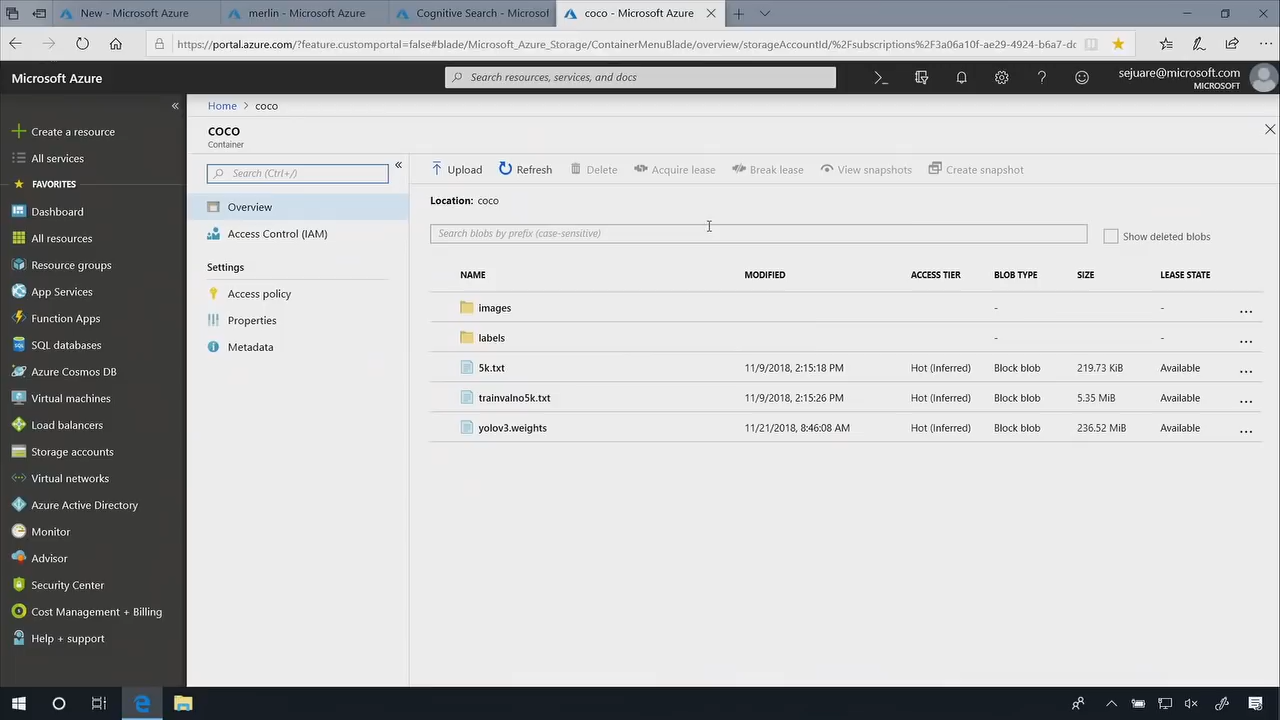 New - Microsoft Azure
merlin - Microsoft Azure
Cognitive Search - Microsof
coco - Microsoft Azure
https://portal.azure.com/?feature.customportal=false#blade/Microsoft_Azure_Storage/ContainerMenuBlade/overview/storageAccountId/%2Fsubscriptions%2F3a06a10f-ae29-4924-b6a7-dc
Microsoft Azure
Search resources, services, and docs
sejuare@microsoft.com
MICROSOFT
Create a resource
All services
FAVORITES
Dashboard
All resources
Resource groups
App Services
Function Apps
SQL databases
Azure Cosmos DB
Virtual machines
Load balancers
Storage accounts
Virtual networks
Azure Active Directory
Monitor
Advisor
Security Center
Cost Management + Billing
Help + support
Home > coco
COCO
Container
Search (Ctrl+/)
Overview
Access Control (IAM)
Settings
Access policy
Properties
Metadata
Upload Refresh Delete Acquire lease Break lease View snapshots Create snapshot
Location: coco
Search blobs by prefix (case-sensitive)
Show deleted blobs
NAME MODIFIED ACCESS TIER BLOB TYPE SIZE LEASE STATE
images - -
labels - -
5k.txt 11/9/2018, 2:15:18 PM Hot (Inferred) Block blob 219.73 KiB Available
trainvalno5k.txt 11/9/2018, 2:15:26 PM Hot (Inferred) Block blob 5.35 MiB Available
yolov3.weights 11/21/2018, 8:46:08 AM Hot (Inferred) Block blob 236.52 MiB Available